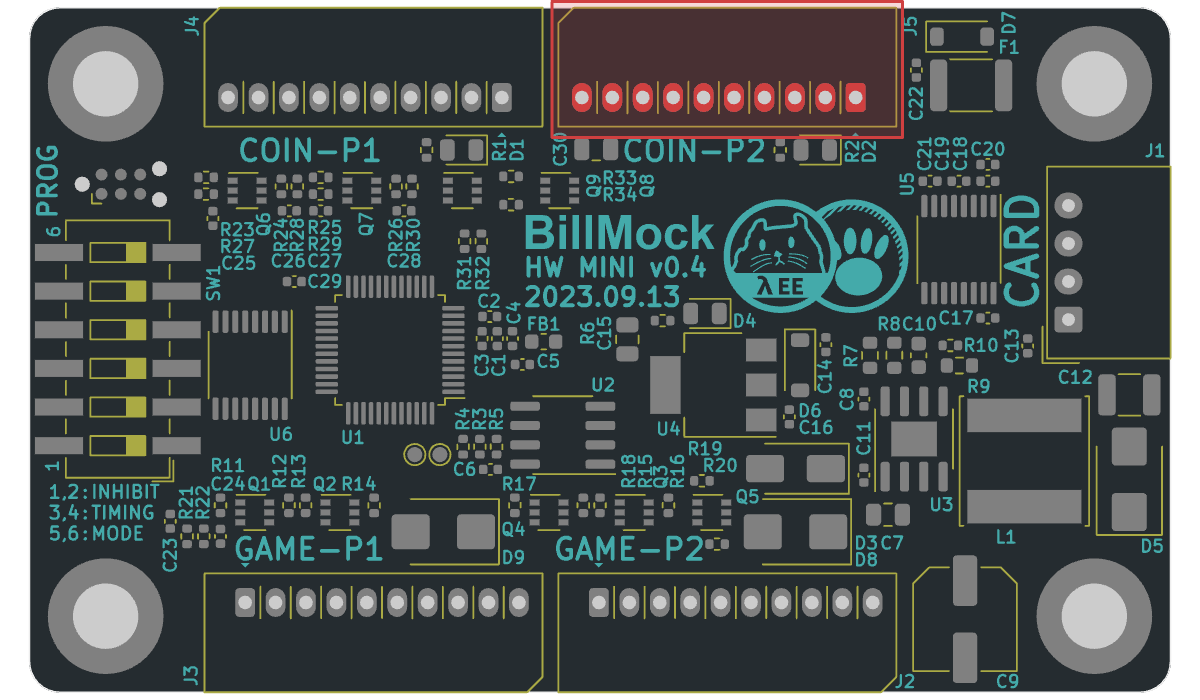 J4
J5
D7
F1
C22
COIN-P1
R1
D1
C30
COIN-P2
R2
D2
J1
PROG
C21
C19
C18
C20
U5
R23
R27
C25
Q6
R24
C26
R28
R25
R29
C27
Q7
R26
R30
C28
Q9
R33
R34
Q8
BillMock
HW MINI v0.4
2023.09.13
λEE
CARD
6
SW1
C29
R31
R32
C2
C4
FB1
C3
C1
C5
R6
C15
D4
C17
R8
C10
R7
R10
C13
C14
C12
R9
D6
C16
C8
U6
U1
R4
R3
R5
U2
U4
C11
C6
R19
R20
1
1,2:INHIBIT
3,4:TIMING
5,6:MODE
R11
C24
Q1
R12
R13
Q2
R14
R17
R18
R15
Q3
R16
Q5
U3
L1
D5
R21
R22
C23
GAME-P1
D9
Q4
GAME-P2
D3
C7
D8
J3
J2
C9